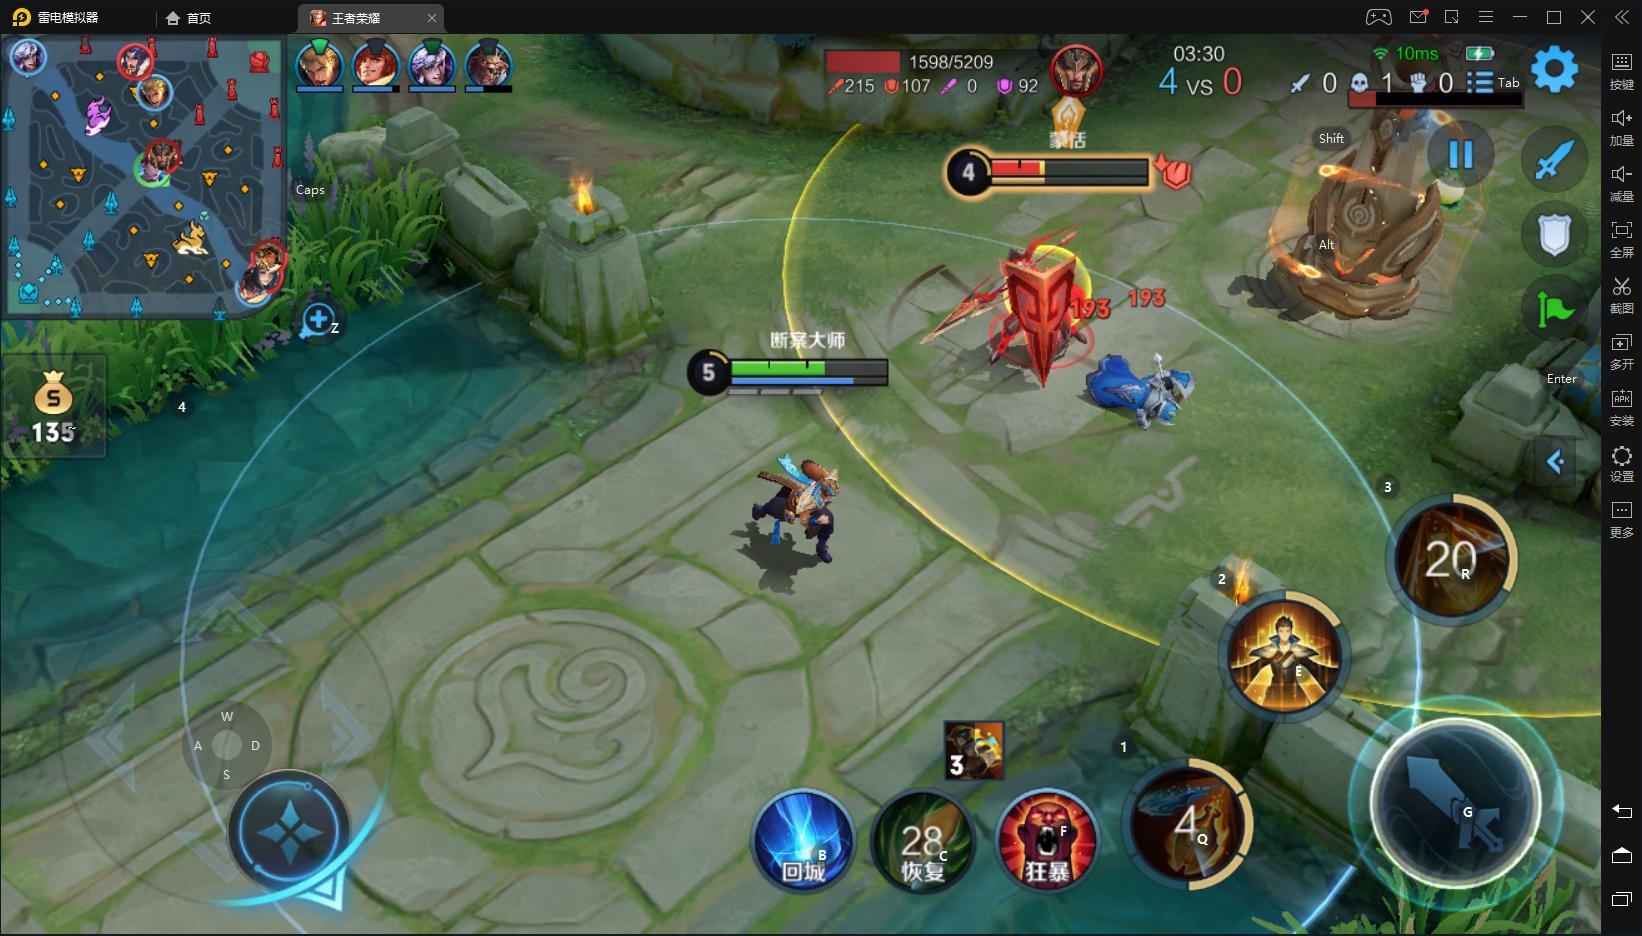 雷电模拟器
首页
王者荣耀
1598/5209
215
107
0
92
03:30
4 VS 0
0
1
0
10ms
Tab
按键
加量
减量
全屏
截图
多开
安装
设置
更多
Shift
Alt
Caps
Z
蒙恬
4
193
193
断案大师
5
135
4
Enter
3
20
R
2
E
1
W
A
D
S
3
回城
B
28
恢复
C
狂暴
F
4
Q
G